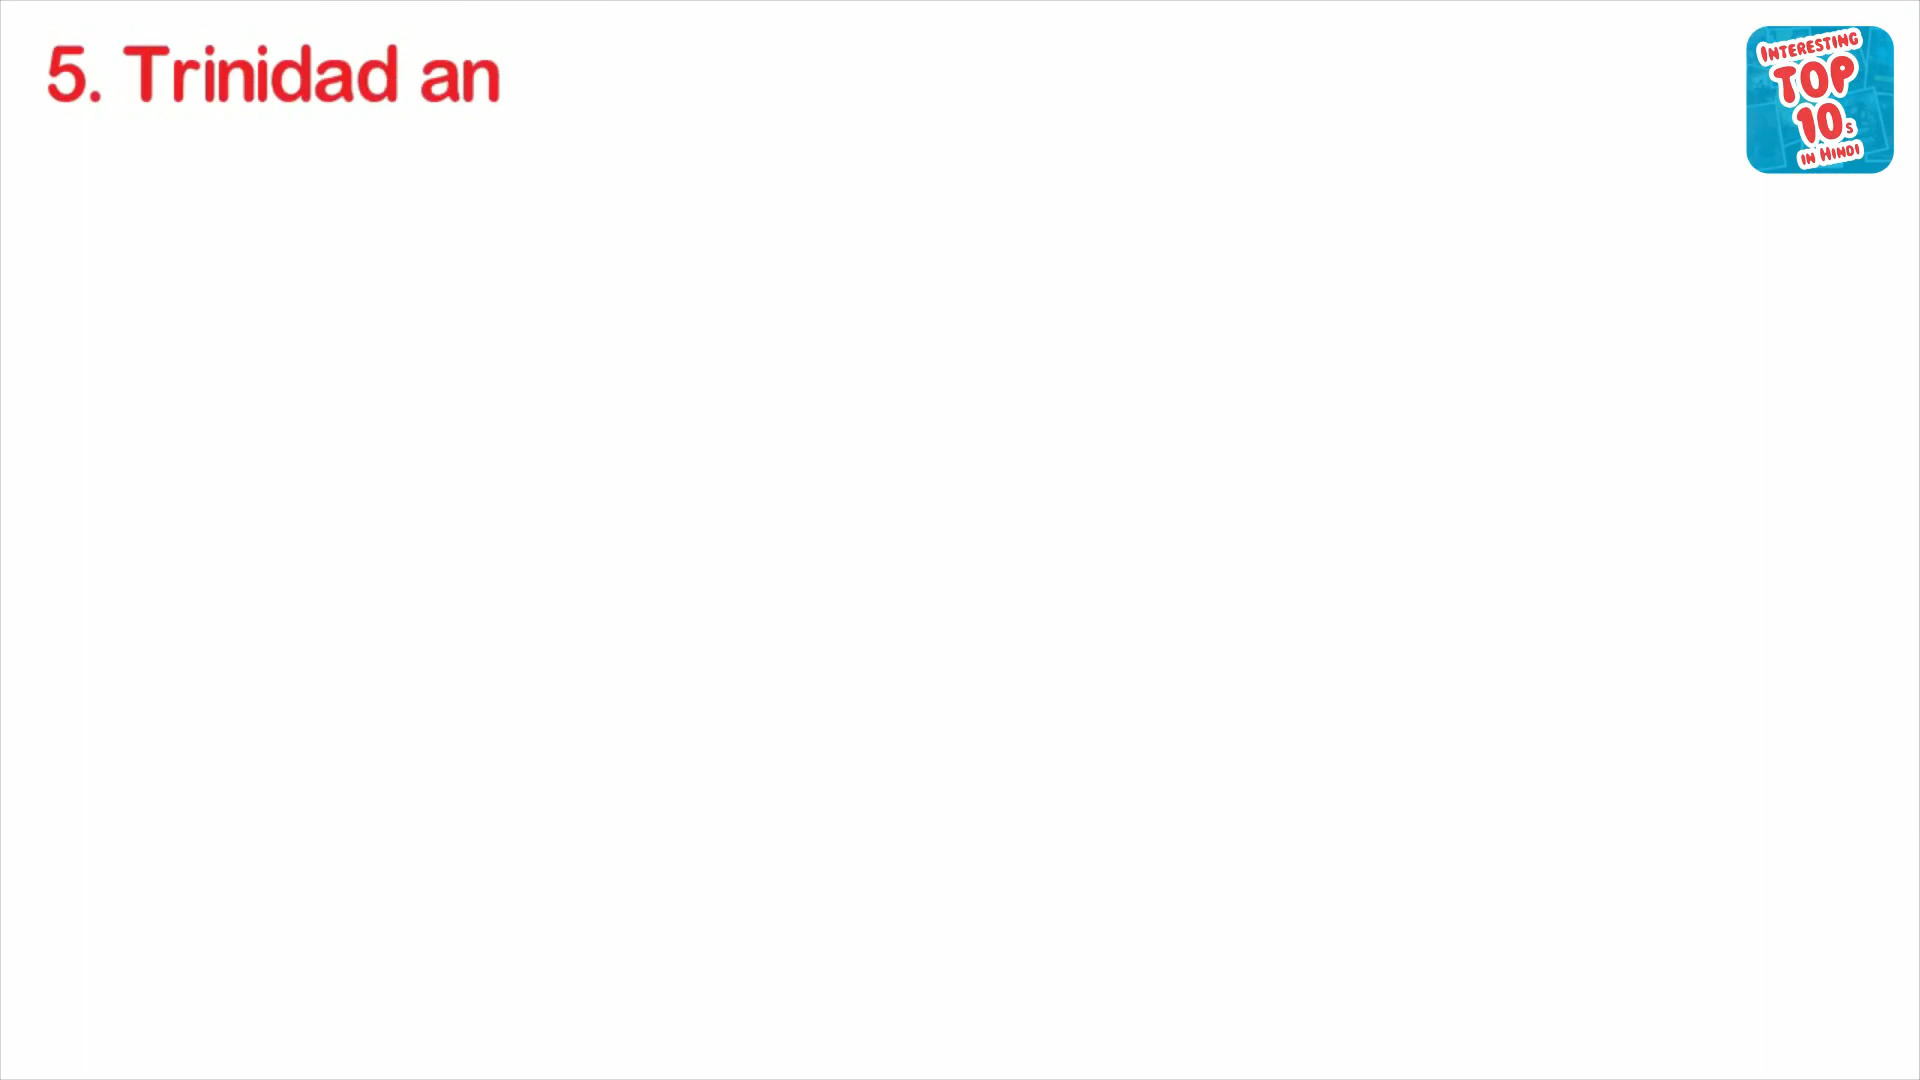 5. Trinidad an
INTERESTING
TOP
10s
IN HINDI